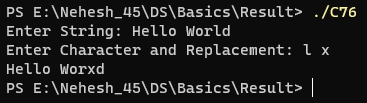 PS E:\Nehesh_45\DS\Basics\Result> ./C76
Enter String: Hello World
Enter Character and Replacement: l x
Hello Worxd
PS E:\Nehesh_45\DS\Basics\Result>